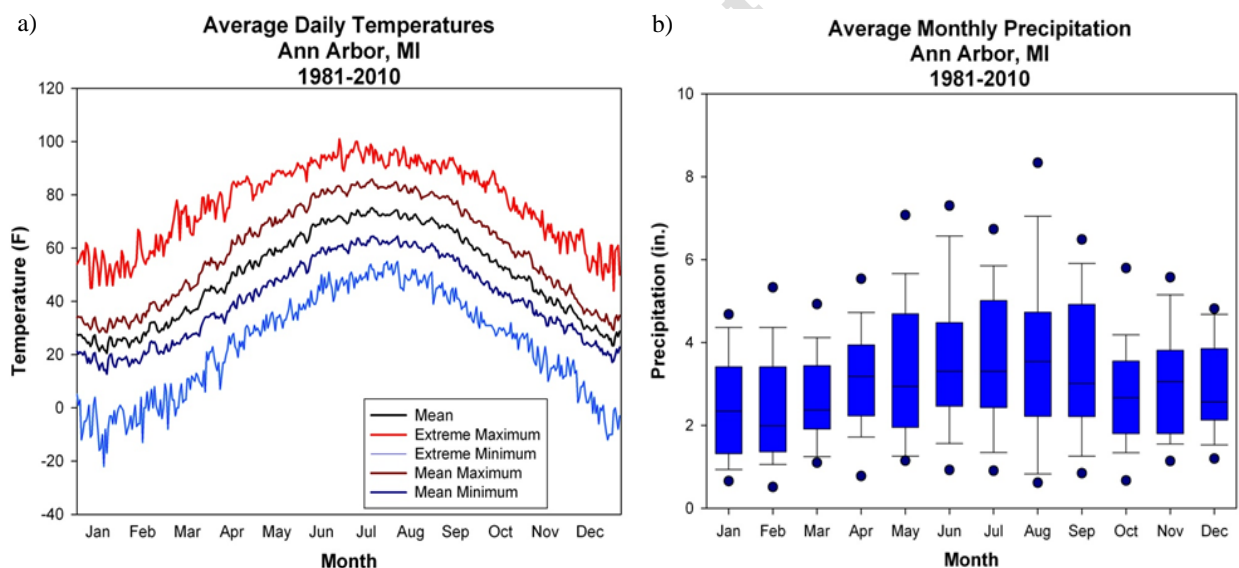 a)
Average Daily Temperatures
Ann Arbor, MI
1981-2010
120
100
80
60
40
20
0
-20
-40
Temperature (F)
Mean
Extreme Maximum
Extreme Minimum
Mean Maximum
Mean Minimum
Jan Feb Mar Apr May Jun Jul Aug Sep Oct Nov Dec
Month
b)
Average Monthly Precipitation
Ann Arbor, MI
1981-2010
10
8
6
4
2
0
Precipitation (in.)
Jan Feb Mar Apr May Jun Jul Aug Sep Oct Nov Dec
Month